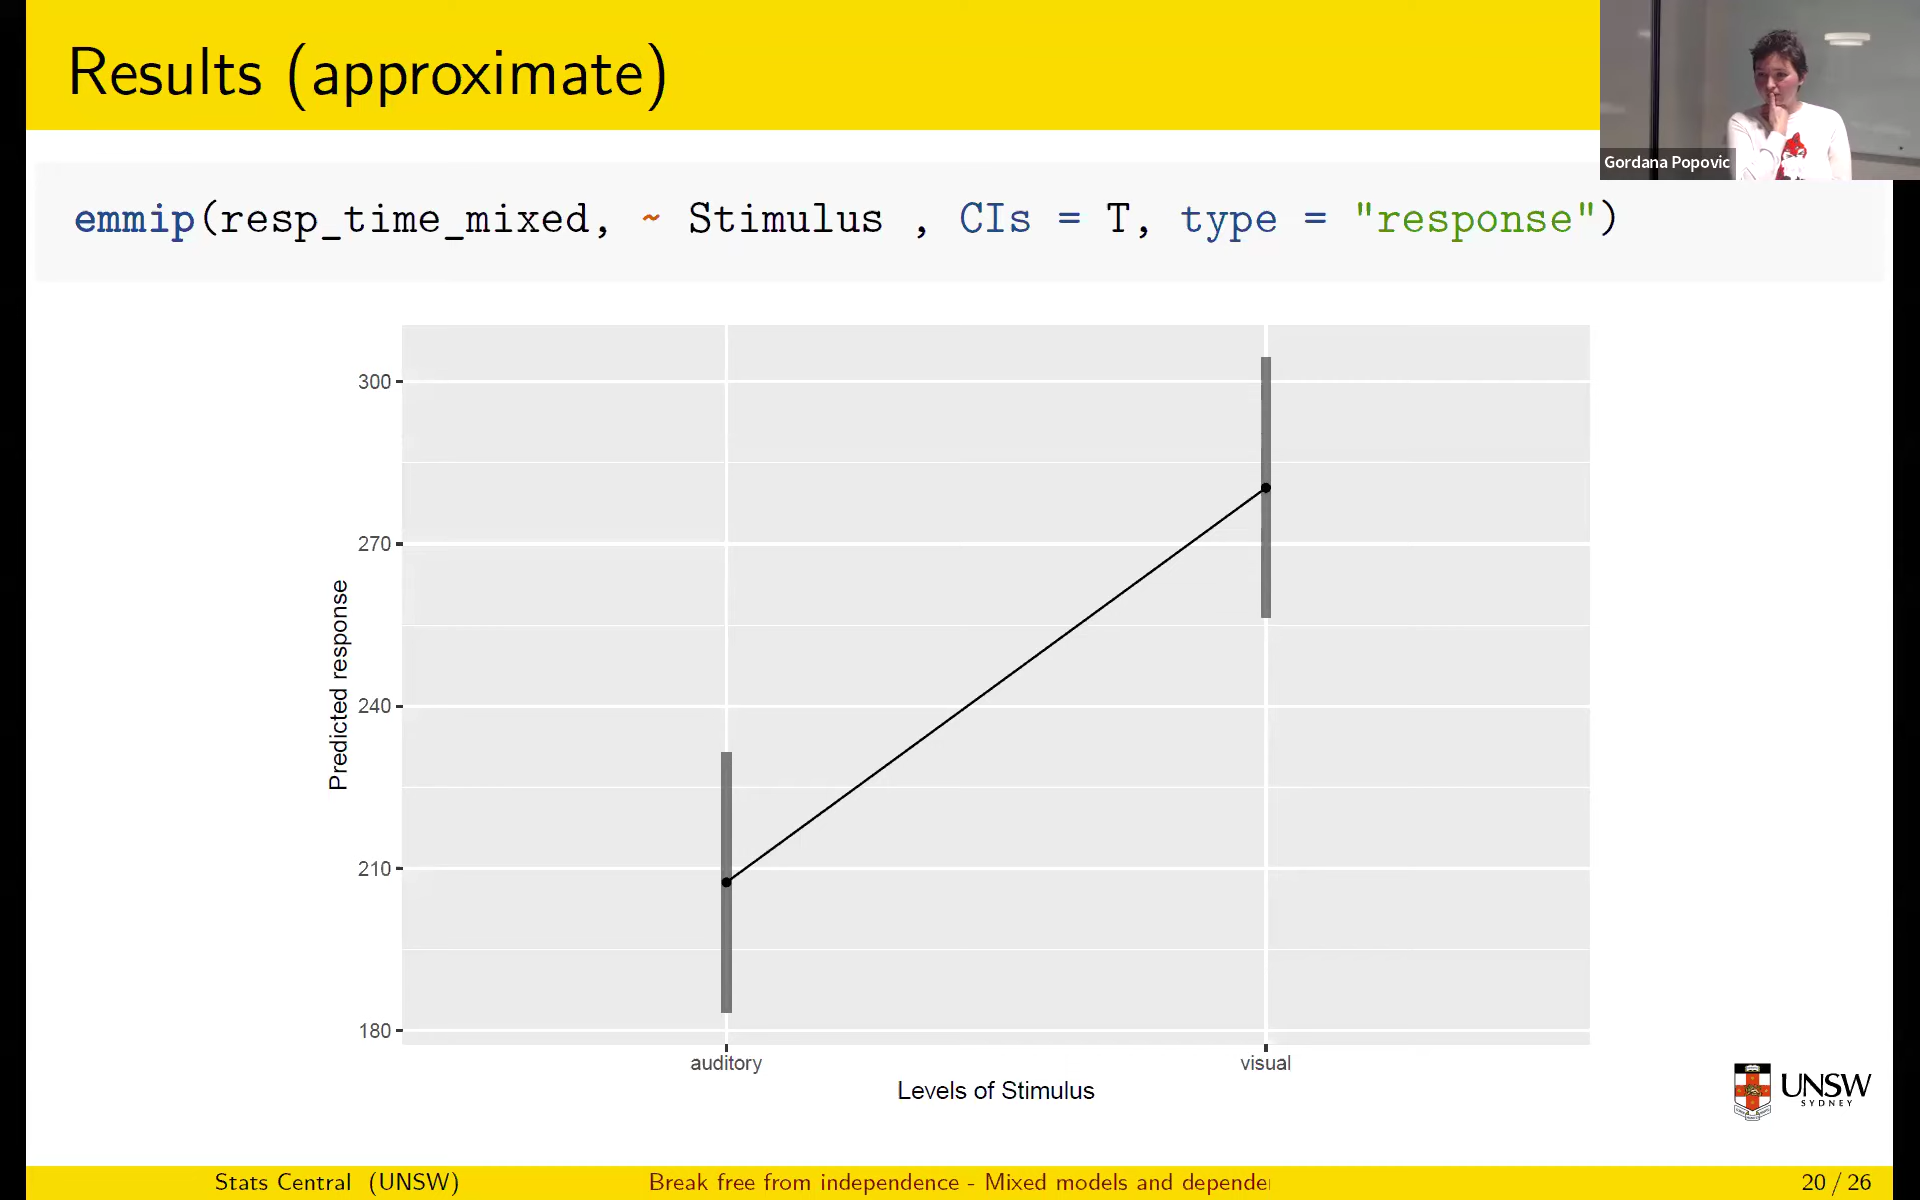 Results (approximate)
Gordana Popovic
emmip(resp_time_mixed, ~ Stimulus , CIs = T, type = "response")
300
270
240
210
180
Predicted response
auditory visual
Levels of Stimulus
UNSW
SYDNEY
Stats Central (UNSW) Break free from independence - Mixed models and depende 20 / 26